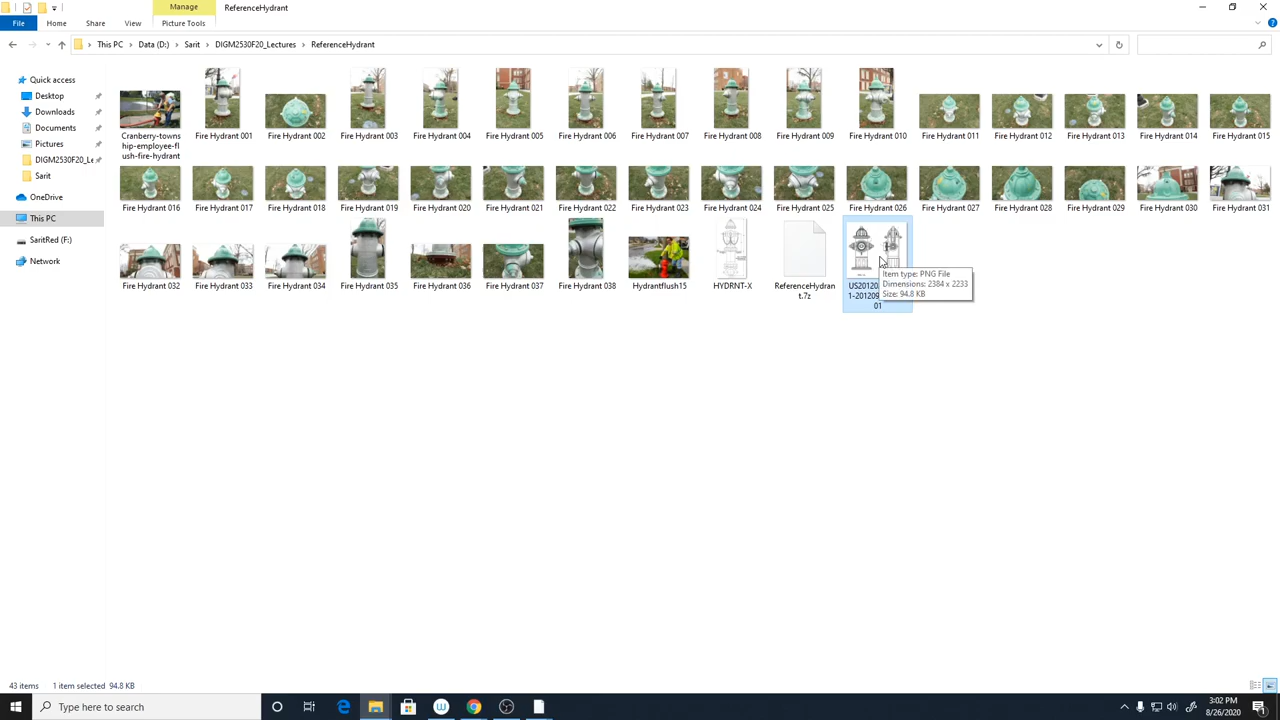 Manage
ReferenceHydrant
File
Home
Share
View
Picture Tools
This PC
Data (D:)
Sarit
DIGM2530F20_Lectures
ReferenceHydrant
Quick access
Desktop
Downloads
Documents
Pictures
DIGM2530F20_Le
Sarit
OneDrive
This PC
SaritRed (F:)
Network
Cranberry-towns
hip-employee-fl
ush-fire-hydrant
Fire Hydrant 001
Fire Hydrant 002
Fire Hydrant 003
Fire Hydrant 004
Fire Hydrant 005
Fire Hydrant 006
Fire Hydrant 007
Fire Hydrant 008
Fire Hydrant 009
Fire Hydrant 010
Fire Hydrant 011
Fire Hydrant 012
Fire Hydrant 013
Fire Hydrant 014
Fire Hydrant 015
Fire Hydrant 016
Fire Hydrant 017
Fire Hydrant 018
Fire Hydrant 019
Fire Hydrant 020
Fire Hydrant 021
Fire Hydrant 022
Fire Hydrant 023
Fire Hydrant 024
Fire Hydrant 025
Fire Hydrant 026
Fire Hydrant 027
Fire Hydrant 028
Fire Hydrant 029
Fire Hydrant 030
Fire Hydrant 031
Fire Hydrant 032
Fire Hydrant 033
Fire Hydrant 034
Fire Hydrant 035
Fire Hydrant 036
Fire Hydrant 037
Fire Hydrant 038
Hydrantflush15
HYDRNT-X
ReferenceHydran
t.7z
US20120
1-201209
01
Item type: PNG File
Dimensions: 2384 x 2233
Size: 94.8 KB
43 items
1 item selected 94.8 KB
Type here to search
3:02 PM
8/26/2020